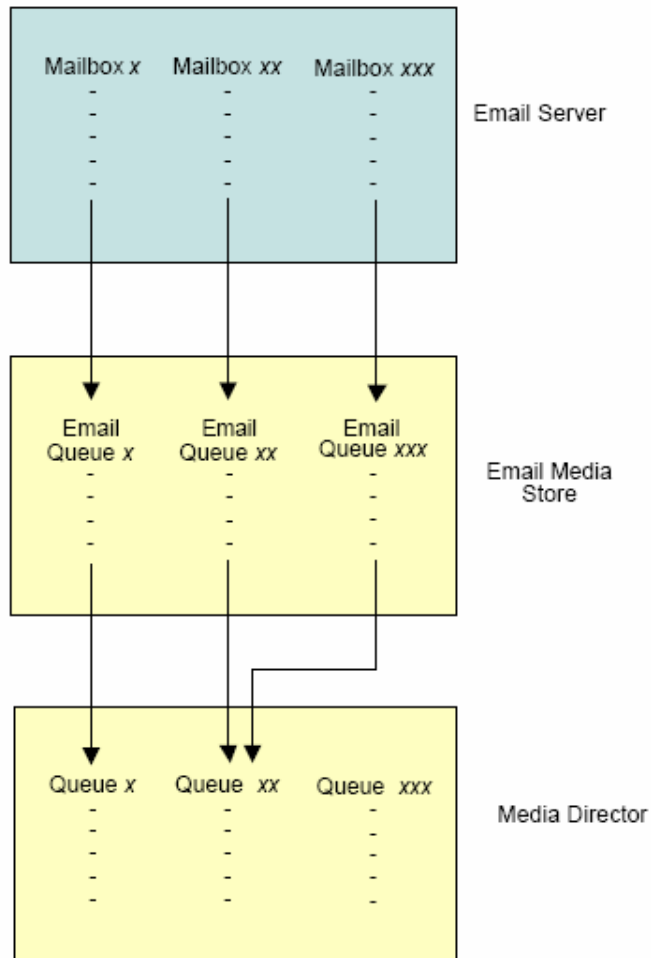 Mailbox x Mailbox xx Mailbox xxx
- - -
- - -
- - -
- - -
- - -
Email Server
Email Email Email
Queue x Queue xx Queue xxx
- - -
- - -
- - -
- - -
Email Media
Store
Queue x Queue xx Queue xxx
- - -
- - -
- - -
- - -
- - -
Media Director